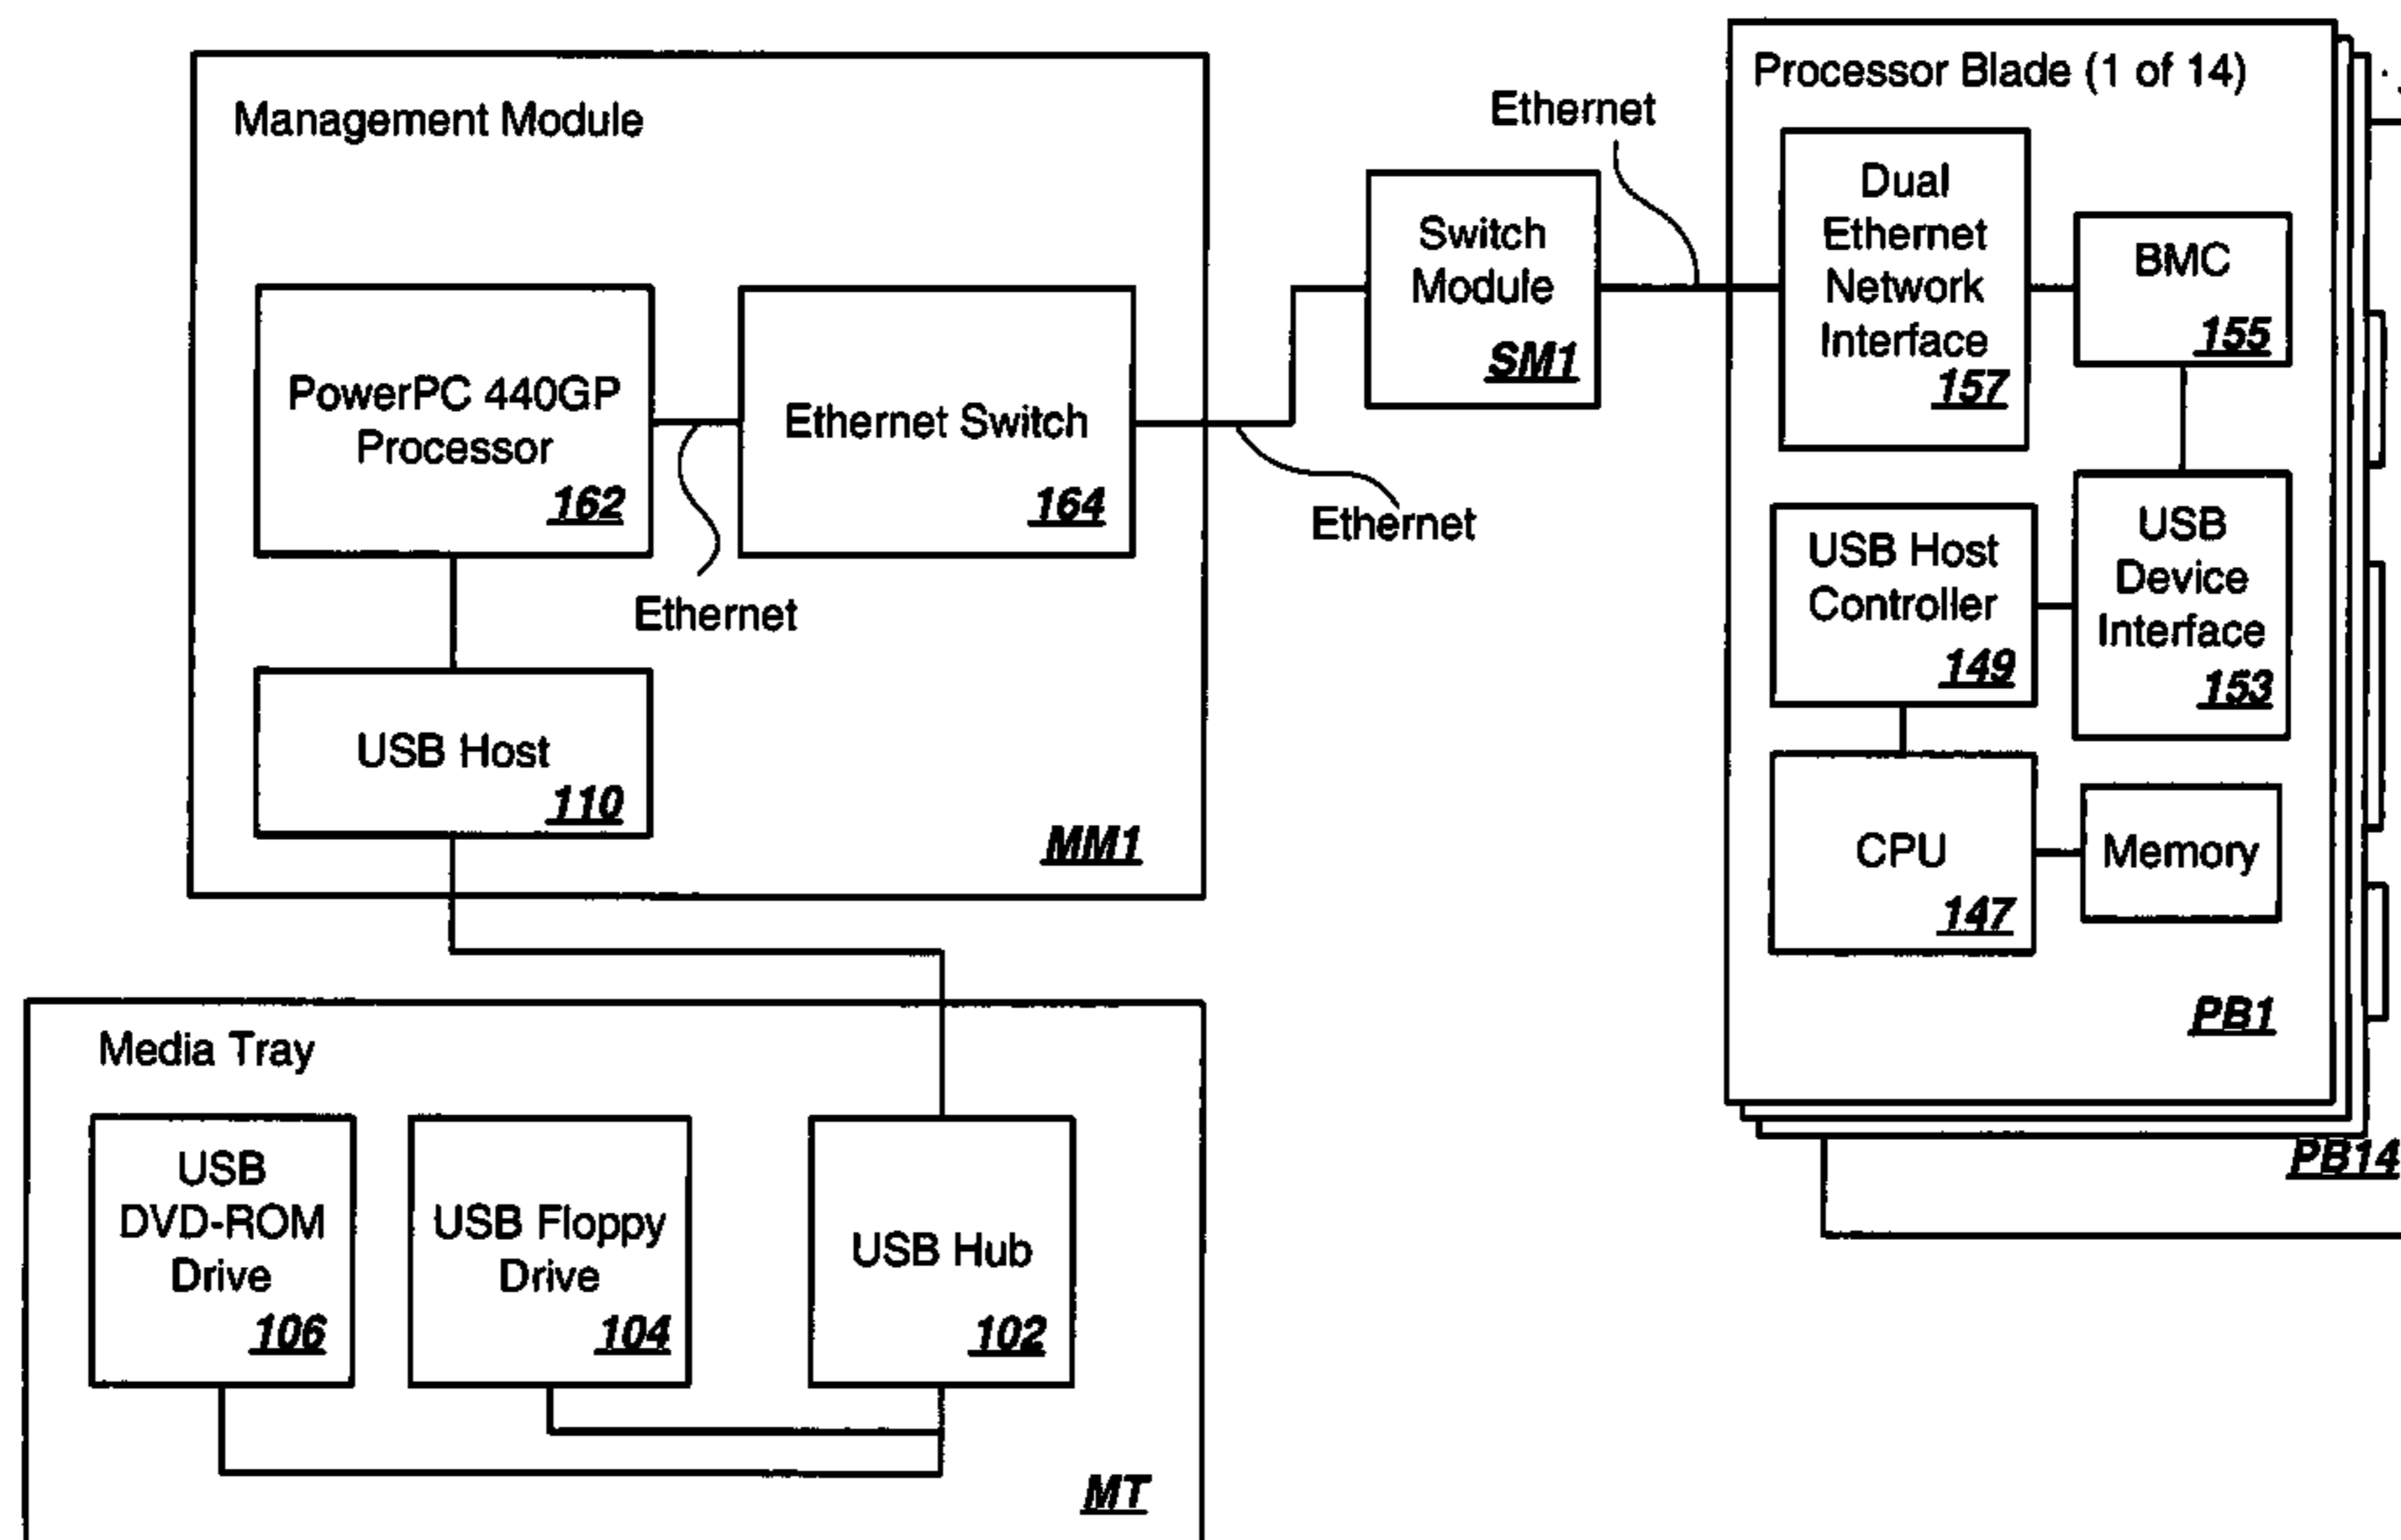 Management Module
PowerPC 440GP
Processor
162
Ethernet Switch
164
Ethernet
USB Host
110
MM1
Ethernet
Switch
Module
SM1
Ethernet
Processor Blade (1 of 14)
Dual
Ethernet
Network
Interface
157
BMC
155
USB Host
Controller
149
USB
Device
Interface
153
CPU
147
Memory
PB1
PB14
Media Tray
USB
DVD-ROM
Drive
106
USB Floppy
Drive
104
USB Hub
102
MT